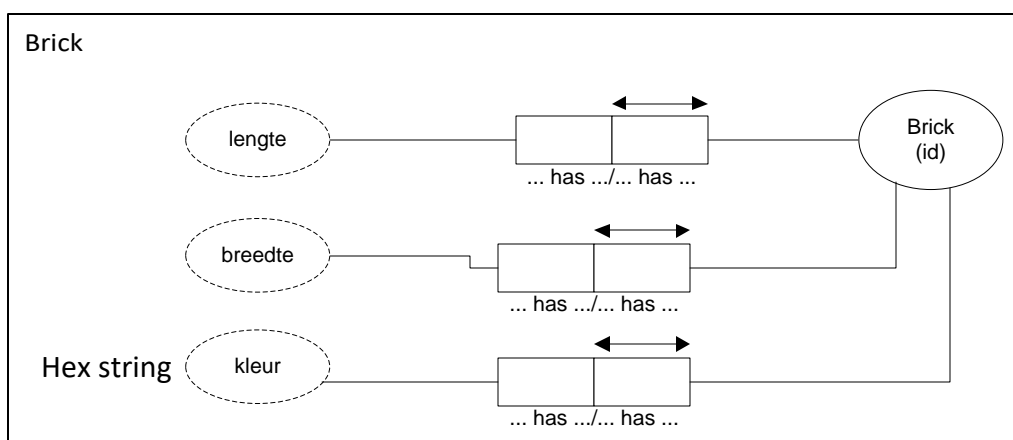 Brick
lengte
Brick
(id)
... has .../... has ...
breedte
... has .../... has ...
Hex string
kleur
... has .../... has ...